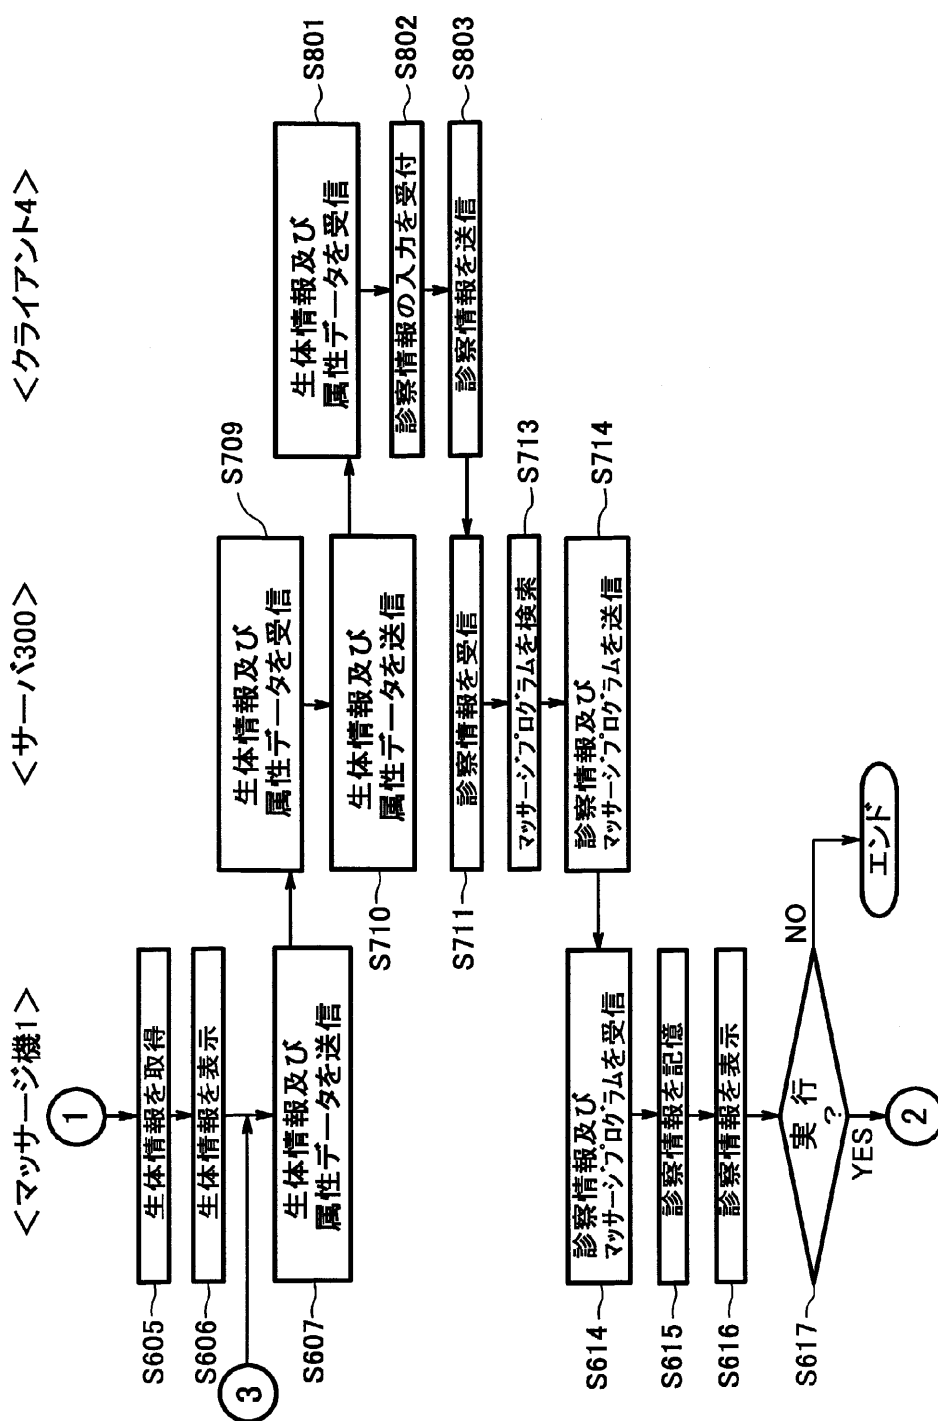 <マッサージ機1>
1
生体情報を取得
S605
生体情報を表示
S606
3
生体情報及び
属性データを送信
S607
診察情報及び
マッサージプログラムを受信
S614
診察情報を記憶
S615
診察情報を表示
S616
実行
?
S617
YES
NO
2
エンド
<サーバ300>
生体情報及び
属性データを受信
S709
生体情報及び
属性データを送信
S710
診察情報を受信
S711
マッサージプログラムを検索
S713
診察情報及び
マッサージプログラムを送信
S714
<クライアント4>
生体情報及び
属性データを受信
S801
診察情報の入力を受付
S802
診察情報を送信
S803